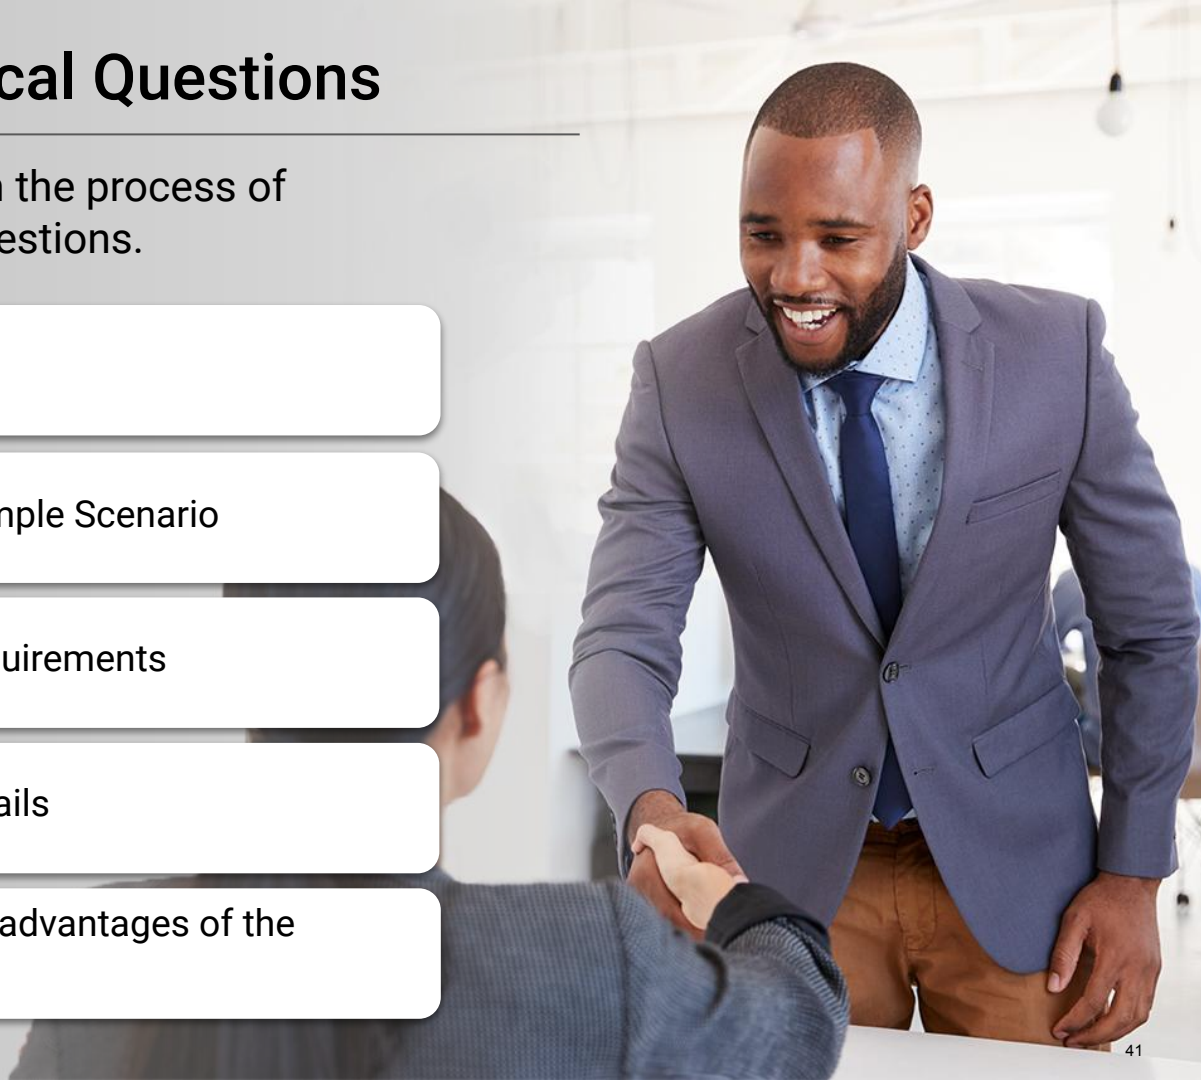 cal Questions
the process of
estions.
mple Scenario
uirements
ails
advantages of the
41